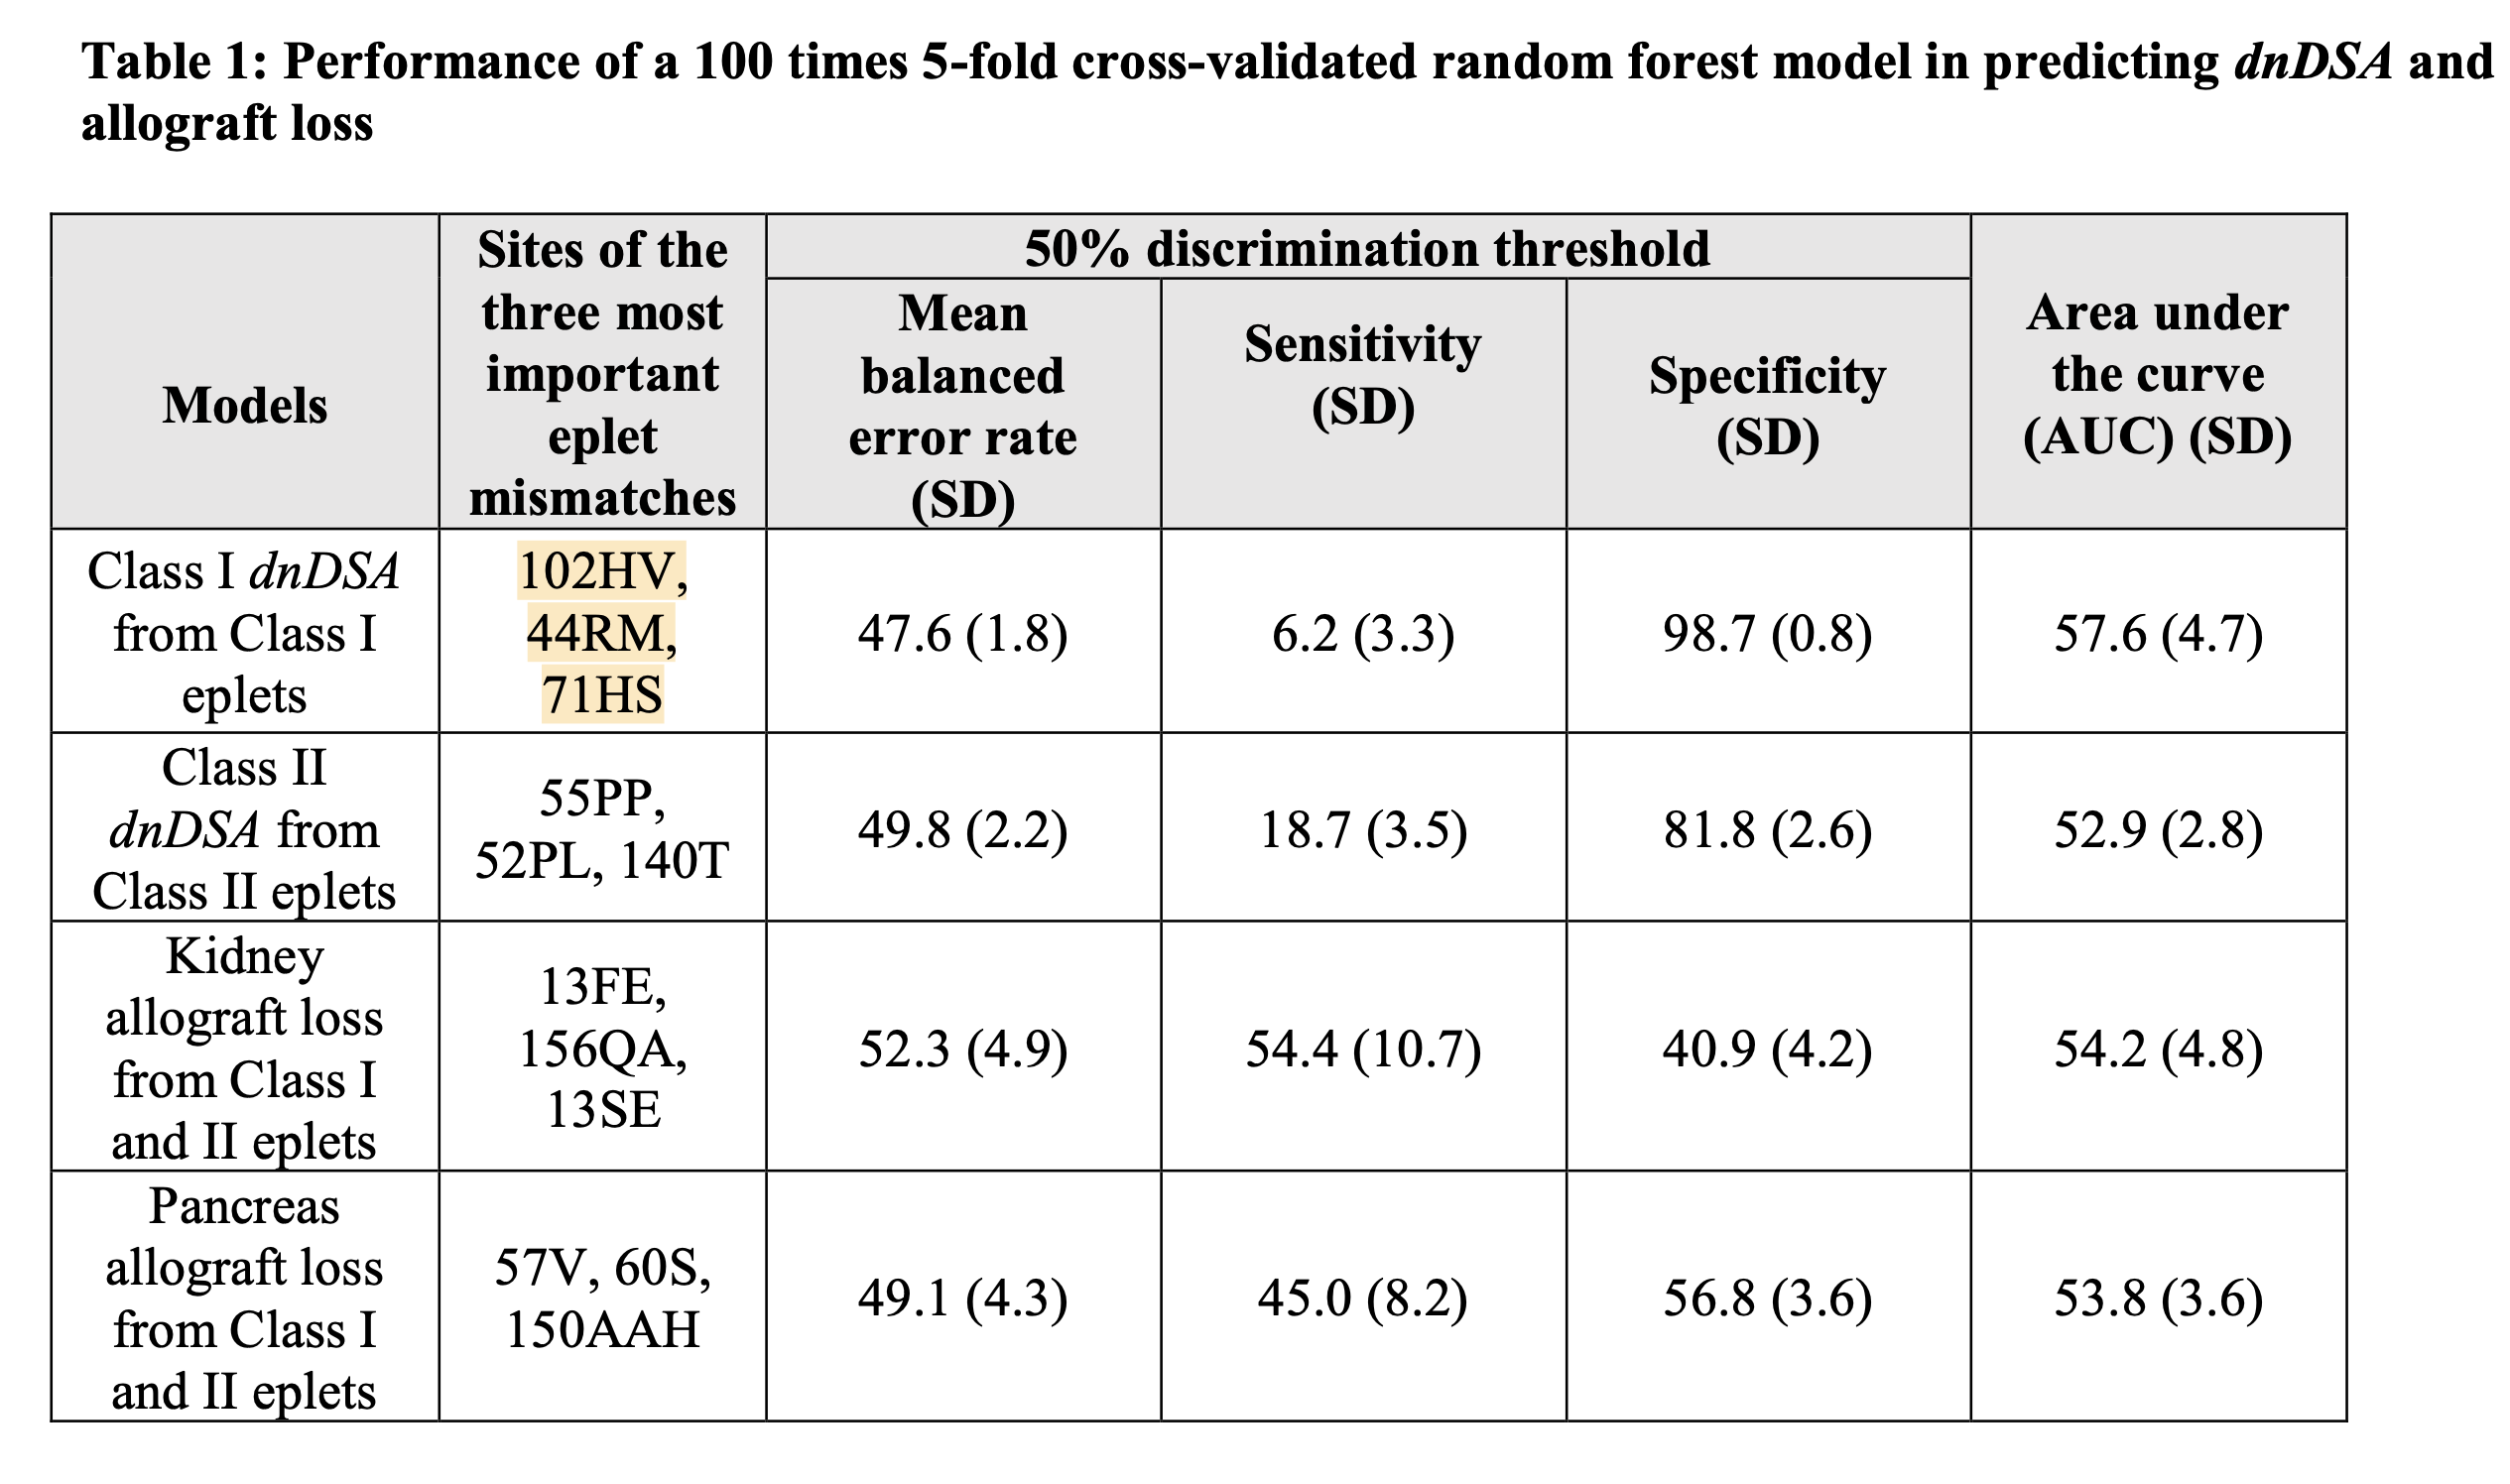 Table 1: Performance of a 100 times 5-fold cross-validated random forest model in predicting dnDSA and
allograft loss
Models
Sites of the
three most
important
eplet
mismatches
50% discrimination threshold
Mean
balanced
error rate
(SD)
Sensitivity
(SD)
Specificity
(SD)
Area under
the curve
(AUC) (SD)
Class I dnDSA
from Class I
eplets
102HV,
44RM,
71HS
47.6 (1.8)
6.2 (3.3)
98.7 (0.8)
57.6 (4.7)
Class II
dnDSA from
Class II eplets
55PP,
52PL, 140T
49.8 (2.2)
18.7 (3.5)
81.8 (2.6)
52.9 (2.8)
Kidney
allograft loss
from Class I
and II eplets
13FE,
156QA,
13SE
52.3 (4.9)
54.4 (10.7)
40.9 (4.2)
54.2 (4.8)
Pancreas
allograft loss
from Class I
and II eplets
57V, 60S,
150AAH
49.1 (4.3)
45.0 (8.2)
56.8 (3.6)
53.8 (3.6)